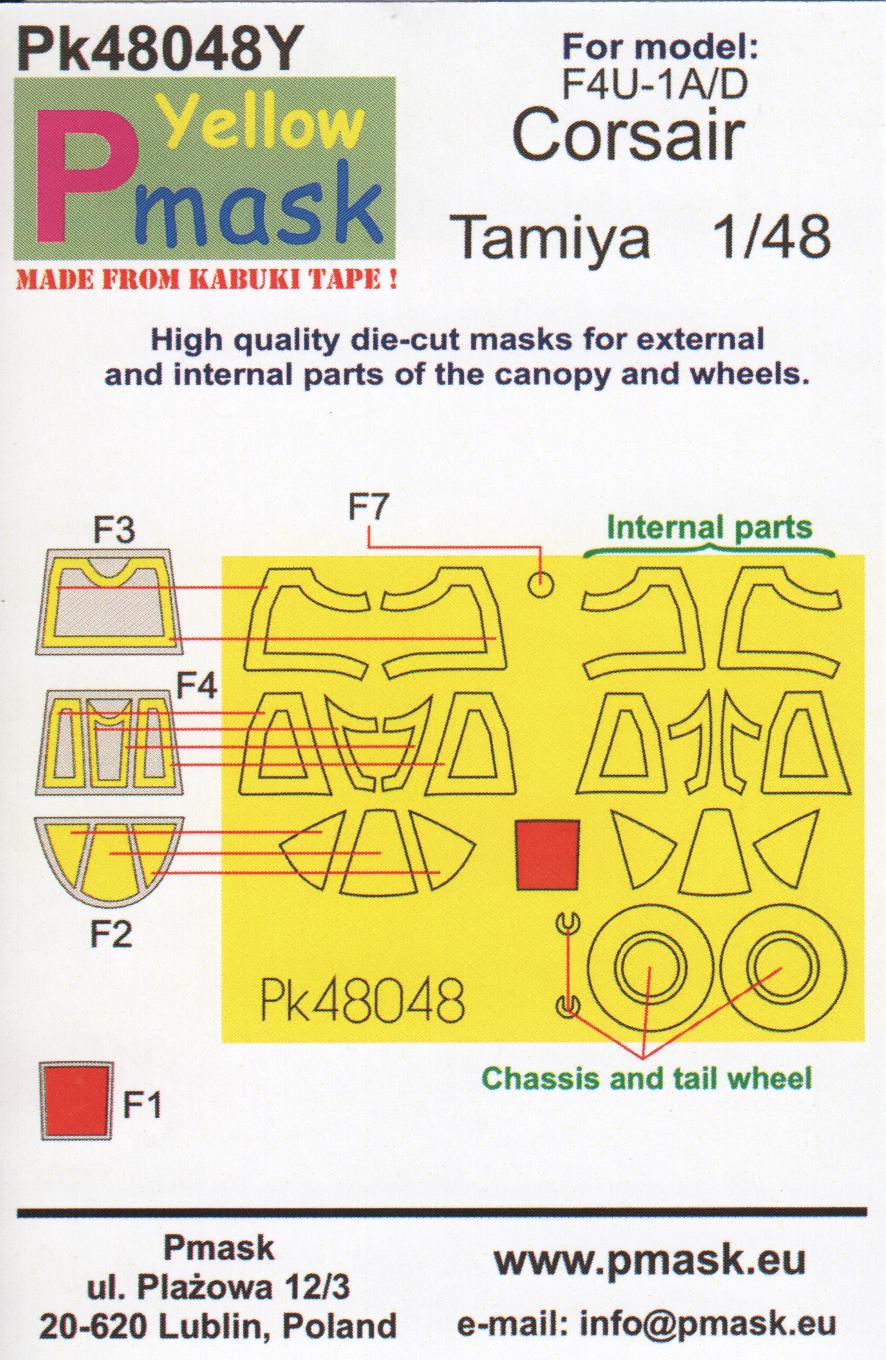 Pk48048Y
Yellow
Pmask
MADE FROM KABUKI TAPE !
For model:
F4U-1A/D
Corsair
Tamiya 1/48
High quality die-cut masks for external
and internal parts of the canopy and wheels.
F7
F3
Internal parts
F4
F2
Pk48048
Chassis and tail wheel
F1
Pmask
ul. Plażowa 12/3
20-620 Lublin, Poland
www.pmask.eu
e-mail: info@pmask.eu